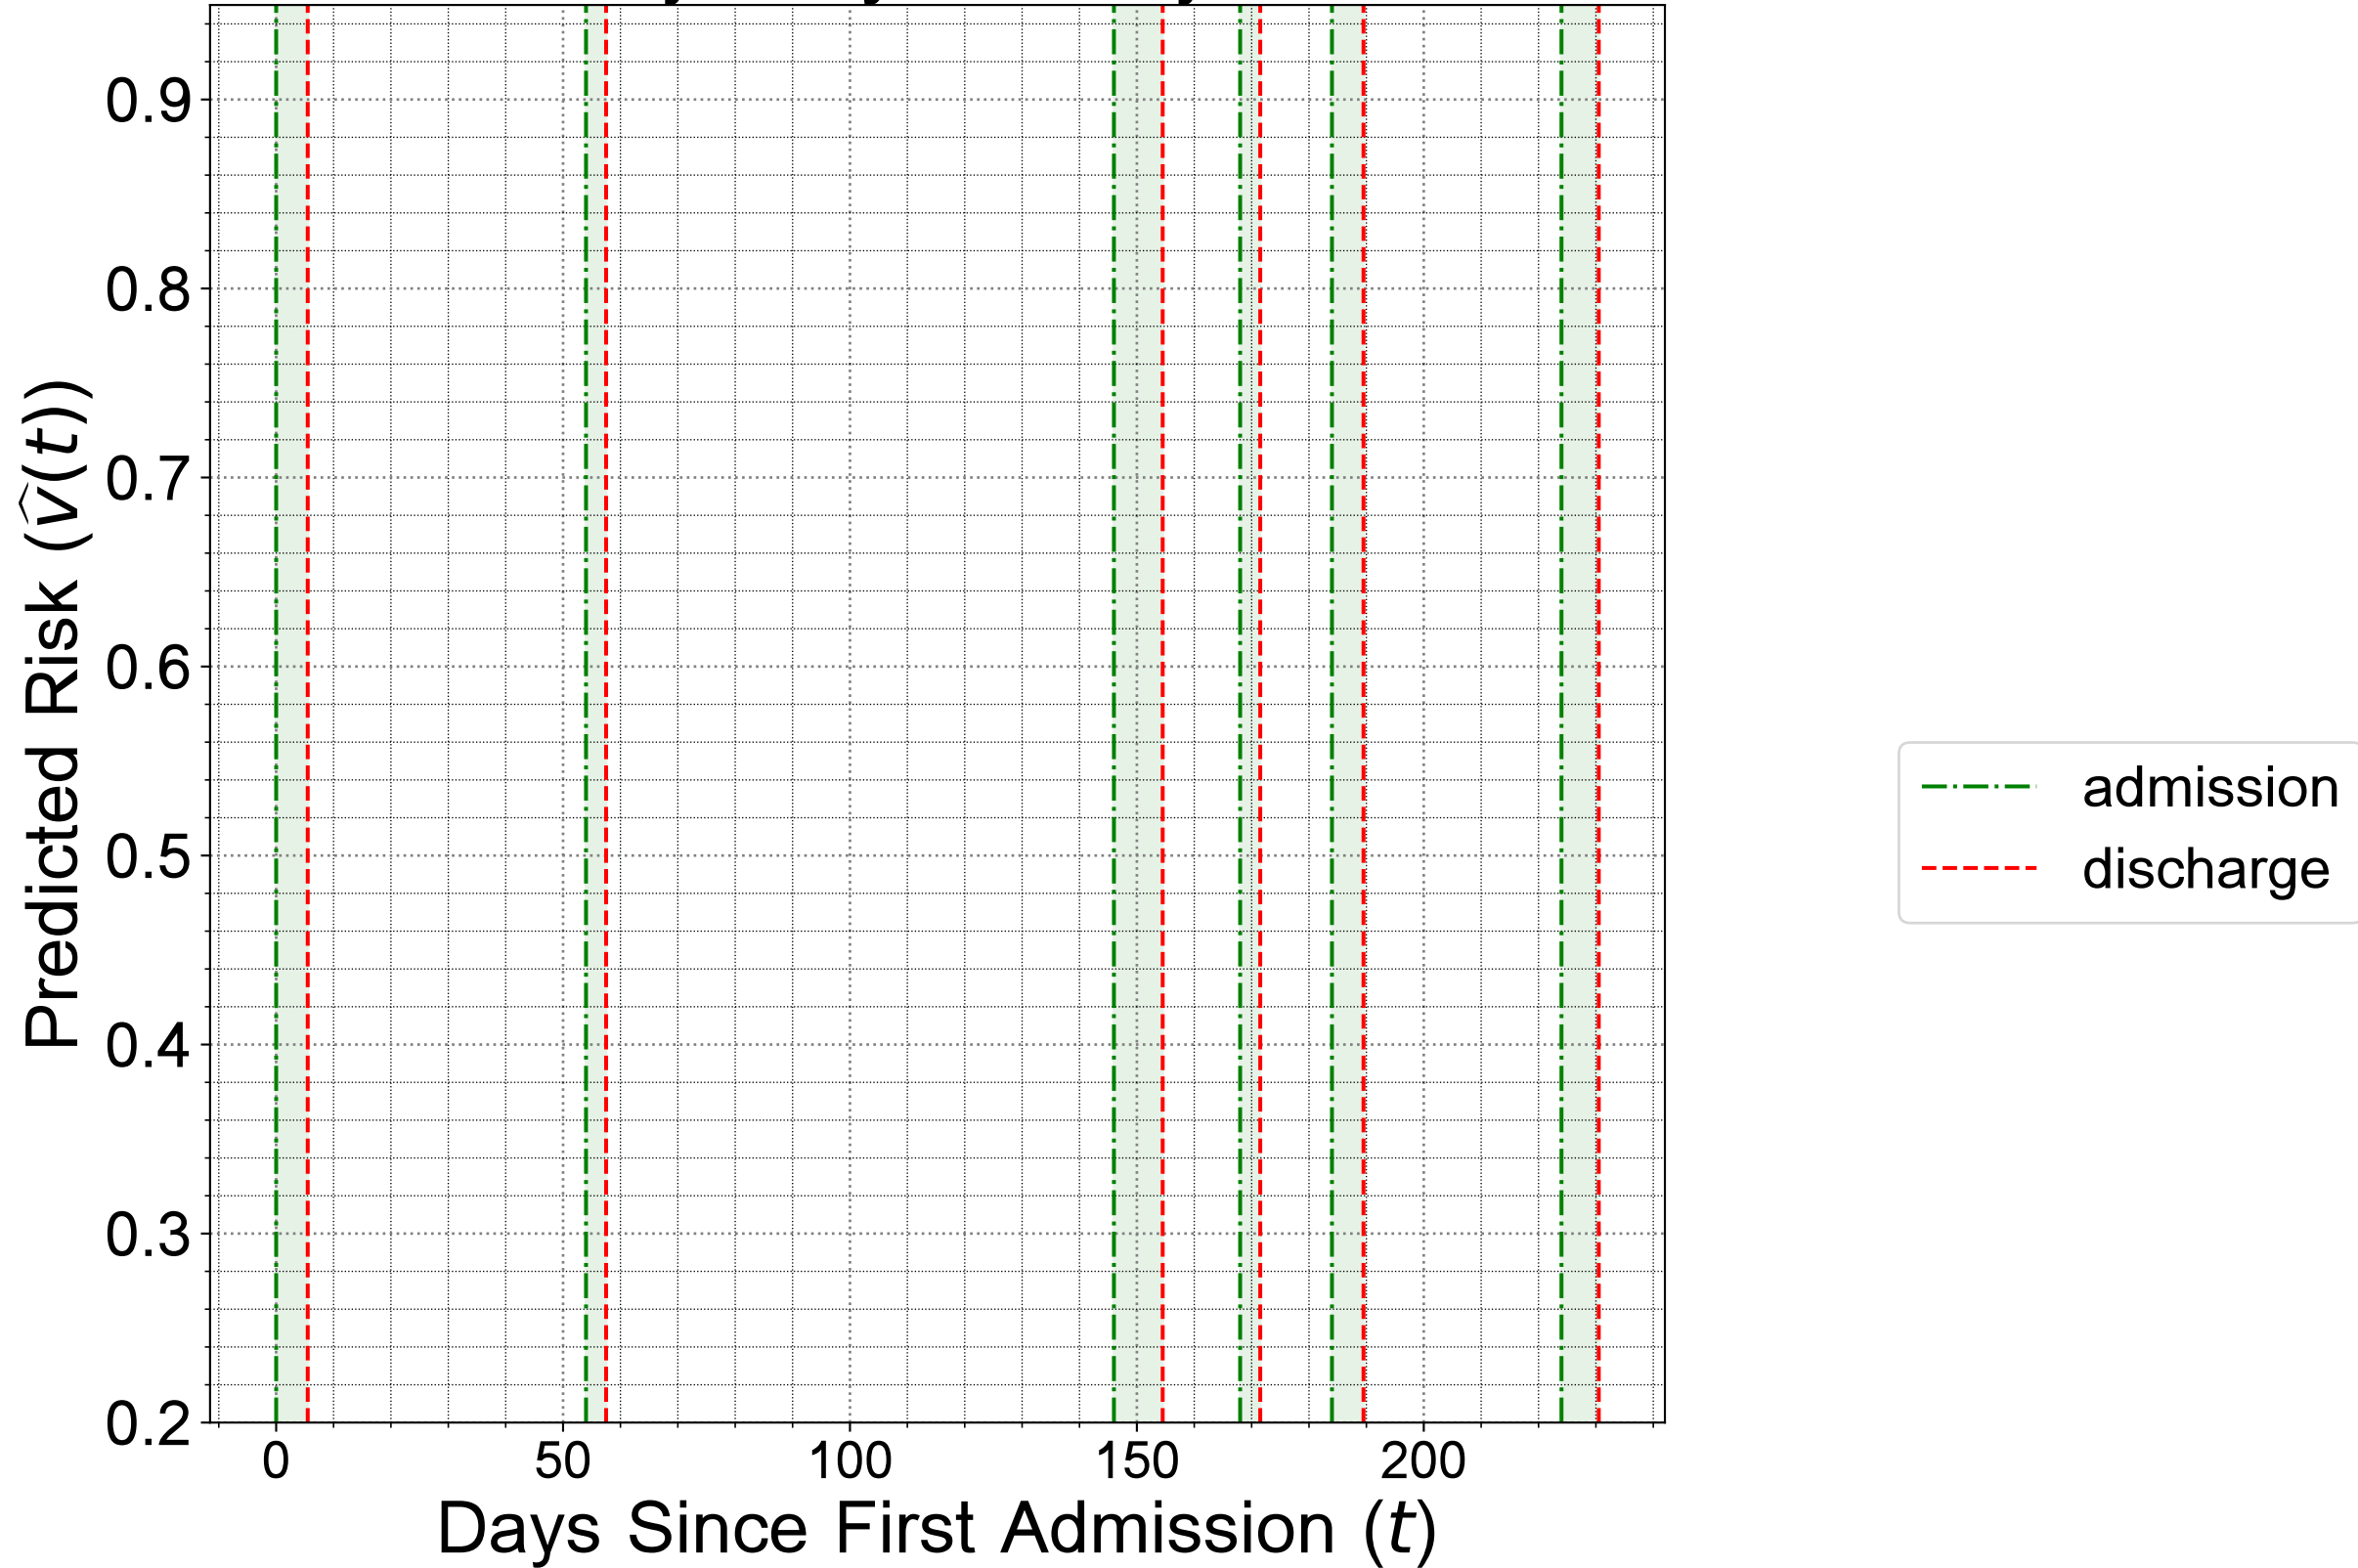 0.9
0.8
0.7
0.6
0.5
0.4
0.3
0.2
Predicted Risk (v̂(t))
0 50 100 150 200
Days Since First Admission (t)
admission
discharge